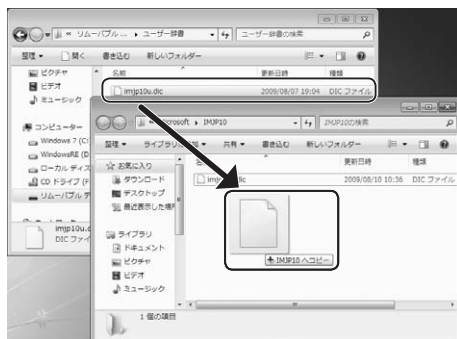 « リムーバブル... ▸ ユーザー辞書
ユーザー辞書の検索
整理 ▼ 開く 書き込む 新しいフォルダー
名前 更新日時 種類
imjp10u.dic 2009/08/07 19:04 DIC ファイル
ピクチャ
ビデオ
ミュージック
コンピューター
Windows 7 (C:
WindowsRE (D
ローカル ディス
CD ドライブ (F
リムーバブル デ
imjp10u.d
DIC ファイ
« Microsoft ▸ IMJP10
IMJP10の検索
整理 ▼ ライブラリ 共有 ▼ 書き込む 新しいフォルダー
更新日時 種類
dic 2009/08/10 10:36 DIC ファイル
お気に入り
ダウンロード
デスクトップ
最近表示した場所
ライブラリ
ドキュメント
ピクチャ
ビデオ
ミュージック
IMJP10 へコピー
1 個の項目